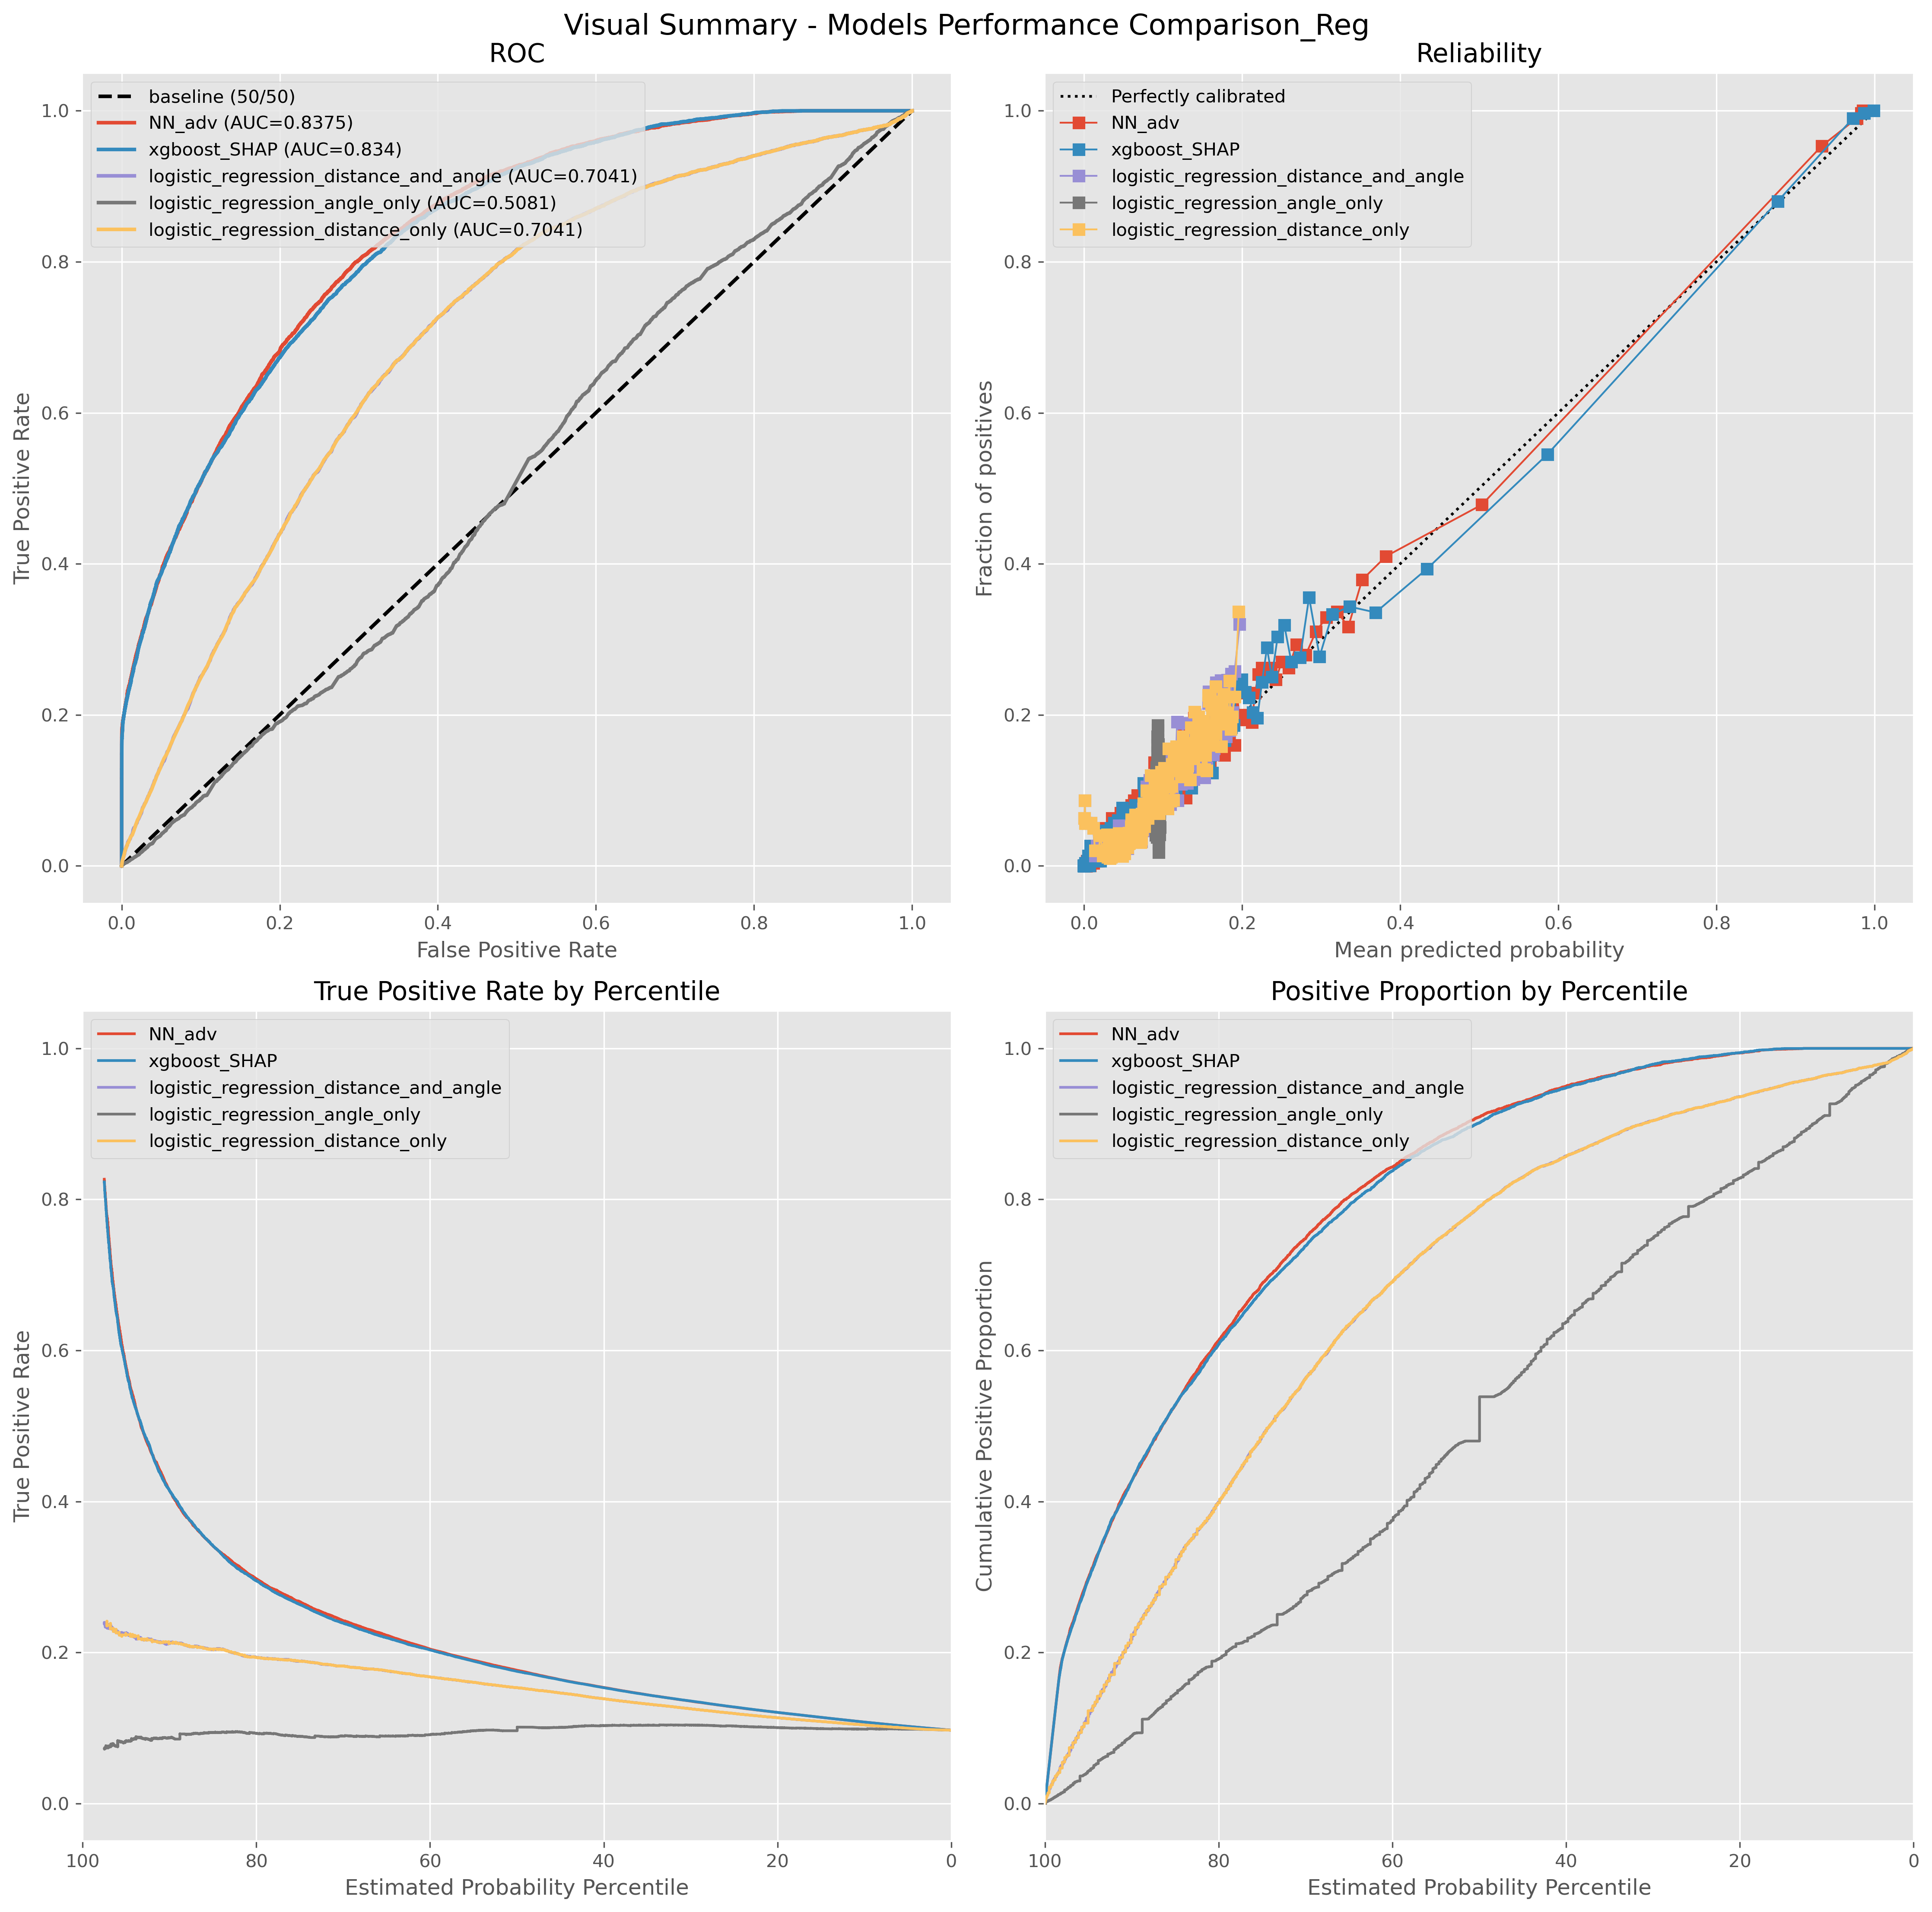 Visual Summary - Models Performance Comparison_Reg
ROC
baseline (50/50)
NN_adv (AUC=0.8375)
xgboost_SHAP (AUC=0.834)
logistic_regression_distance_and_angle (AUC=0.7041)
logistic_regression_angle_only (AUC=0.5081)
logistic_regression_distance_only (AUC=0.7041)
1.0
0.8
0.6
0.4
0.2
0.0
True Positive Rate
0.0 0.2 0.4 0.6 0.8 1.0
False Positive Rate
Reliability
Perfectly calibrated
NN_adv
xgboost_SHAP
logistic_regression_distance_and_angle
logistic_regression_angle_only
logistic_regression_distance_only
1.0
0.8
0.6
0.4
0.2
0.0
Fraction of positives
0.0 0.2 0.4 0.6 0.8 1.0
Mean predicted probability
True Positive Rate by Percentile
NN_adv
xgboost_SHAP
logistic_regression_distance_and_angle
logistic_regression_angle_only
logistic_regression_distance_only
1.0
0.8
0.6
0.4
0.2
0.0
True Positive Rate
100 80 60 40 20 0
Estimated Probability Percentile
Positive Proportion by Percentile
NN_adv
xgboost_SHAP
logistic_regression_distance_and_angle
logistic_regression_angle_only
logistic_regression_distance_only
1.0
0.8
0.6
0.4
0.2
0.0
Cumulative Positive Proportion
100 80 60 40 20 0
Estimated Probability Percentile